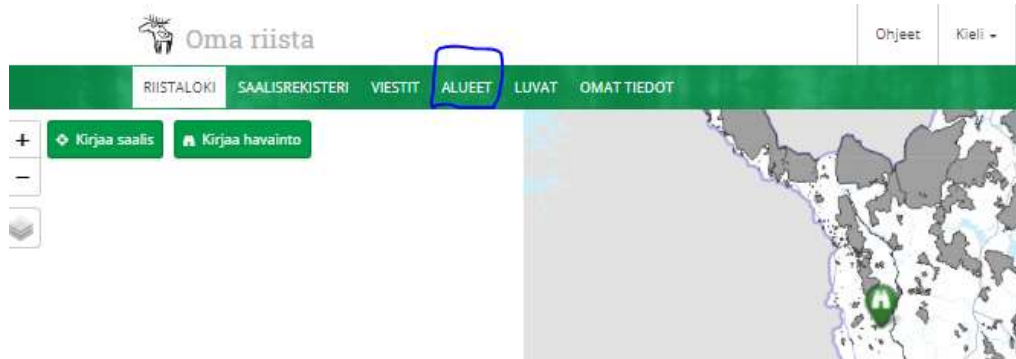 Oma riista
Ohjeet
Kieli
RIISTALOKI SAALISREKISTERI VIESTIT ALUEET LUVAT OMAT TIEDOT
+ Kirjaa saalis Kirjaa havainto
−